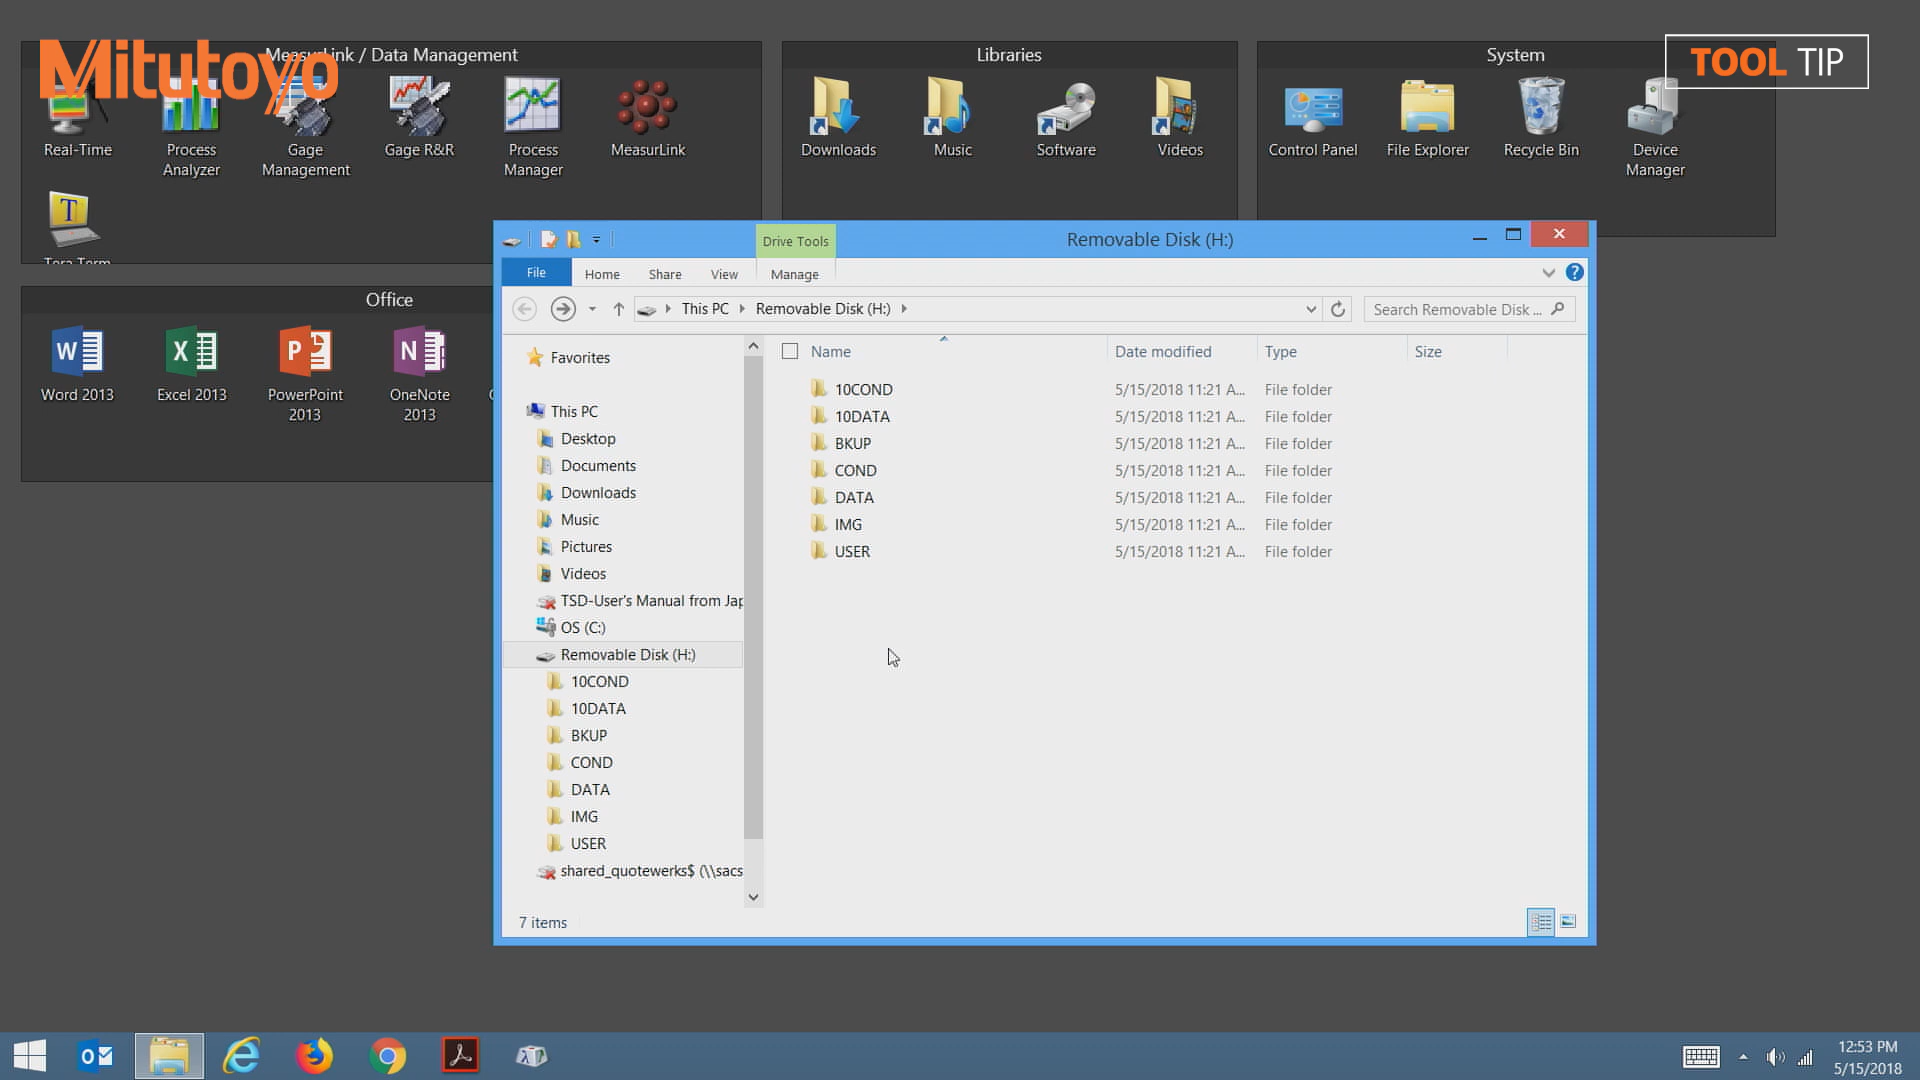 Mitutoyo
TOOL TIP
MeasurLink / Data Management
Real-Time
Process
Analyzer
Gage
Management
Gage R&R
Process
Manager
MeasurLink
Tera Term
Libraries
Downloads
Music
Software
Videos
System
Control Panel
File Explorer
Recycle Bin
Device
Manager
Office
Word 2013
Excel 2013
PowerPoint
2013
OneNote
2013
Drive Tools
Removable Disk (H:)
File
Home
Share
View
Manage
This PC
Removable Disk (H:)
Search Removable Disk ...
Favorites
This PC
Desktop
Documents
Downloads
Music
Pictures
Videos
TSD-User's Manual from Jap
OS (C:)
Removable Disk (H:)
10COND
10DATA
BKUP
COND
DATA
IMG
USER
shared_quotewerks$ (\\sacs
Name Date modified Type Size
10COND 5/15/2018 11:21 A... File folder
10DATA 5/15/2018 11:21 A... File folder
BKUP 5/15/2018 11:21 A... File folder
COND 5/15/2018 11:21 A... File folder
DATA 5/15/2018 11:21 A... File folder
IMG 5/15/2018 11:21 A... File folder
USER 5/15/2018 11:21 A... File folder
7 items
12:53 PM
5/15/2018